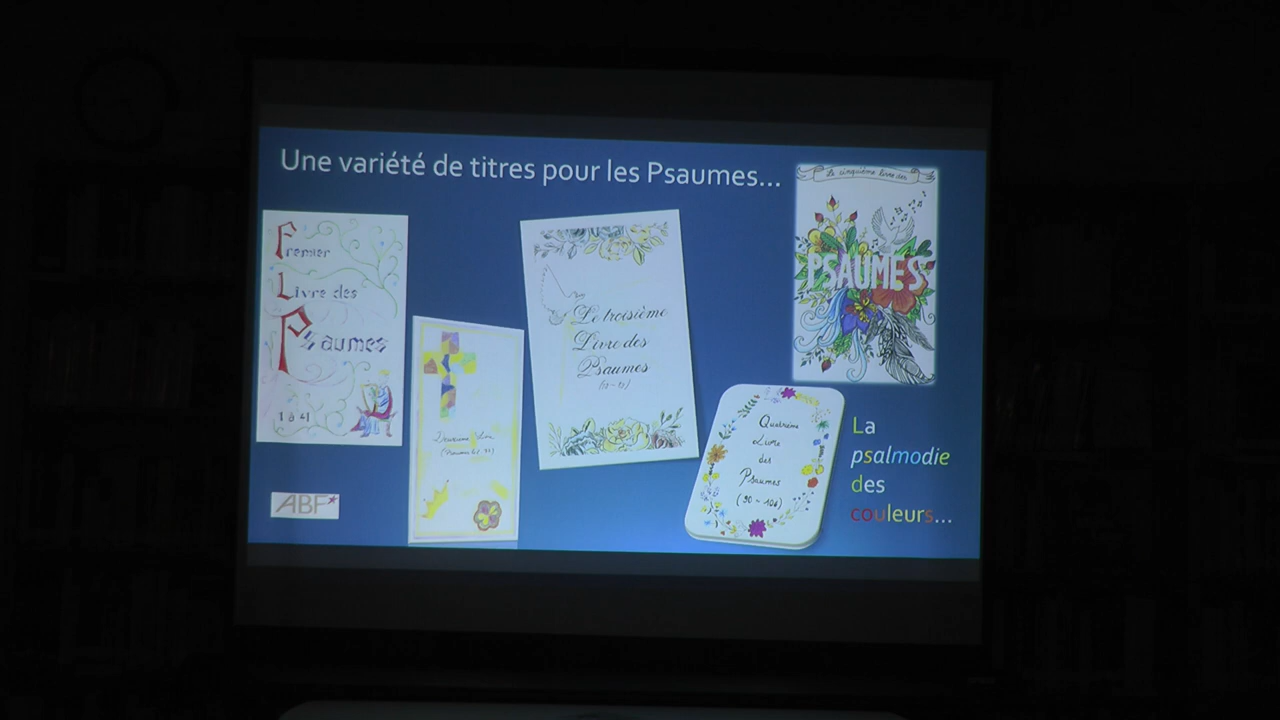 Une variété de titres pour les Psaumes...
Premier
Livre des
Psaumes
1 à 41
Deuxième Livre
Le troisième
Livre des
Psaumes
Quatrième
Livre
des
Psaumes
(90 - 106)
Le cinquième livre des
PSAUMES
La
psalmodie
des
couleurs...
ABF*